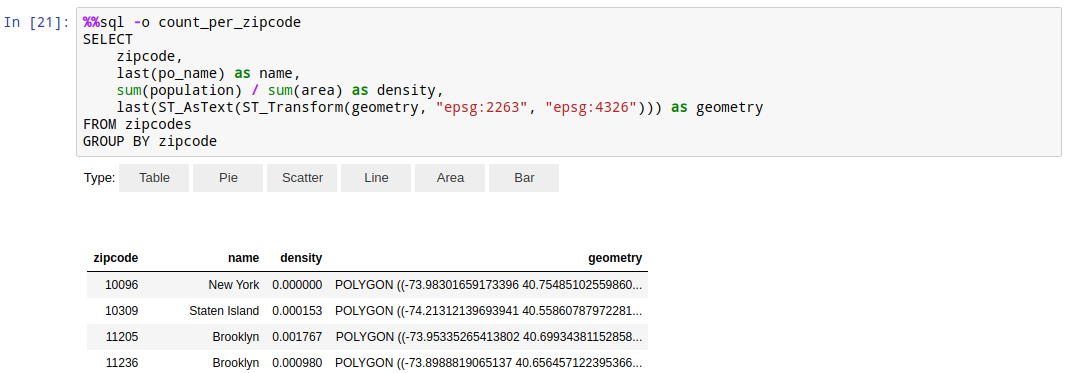 In [21]: %%sql -o count_per_zipcode
SELECT
    zipcode,
    last(po_name) as name,
    sum(population) / sum(area) as density,
    last(ST_AsText(ST_Transform(geometry, "epsg:2263", "epsg:4326"))) as geometry
FROM zipcodes
GROUP BY zipcode
Type: Table Pie Scatter Line Area Bar
zipcode name density geometry
10096 New York 0.000000 POLYGON ((-73.98301659173396 40.75485102559860...
10309 Staten Island 0.000153 POLYGON ((-74.21312139693941 40.55860787972281...
11205 Brooklyn 0.001767 POLYGON ((-73.95335265413802 40.69934381152858...
11236 Brooklyn 0.000980 POLYGON ((-73.8988819065137 40.656457122395366...